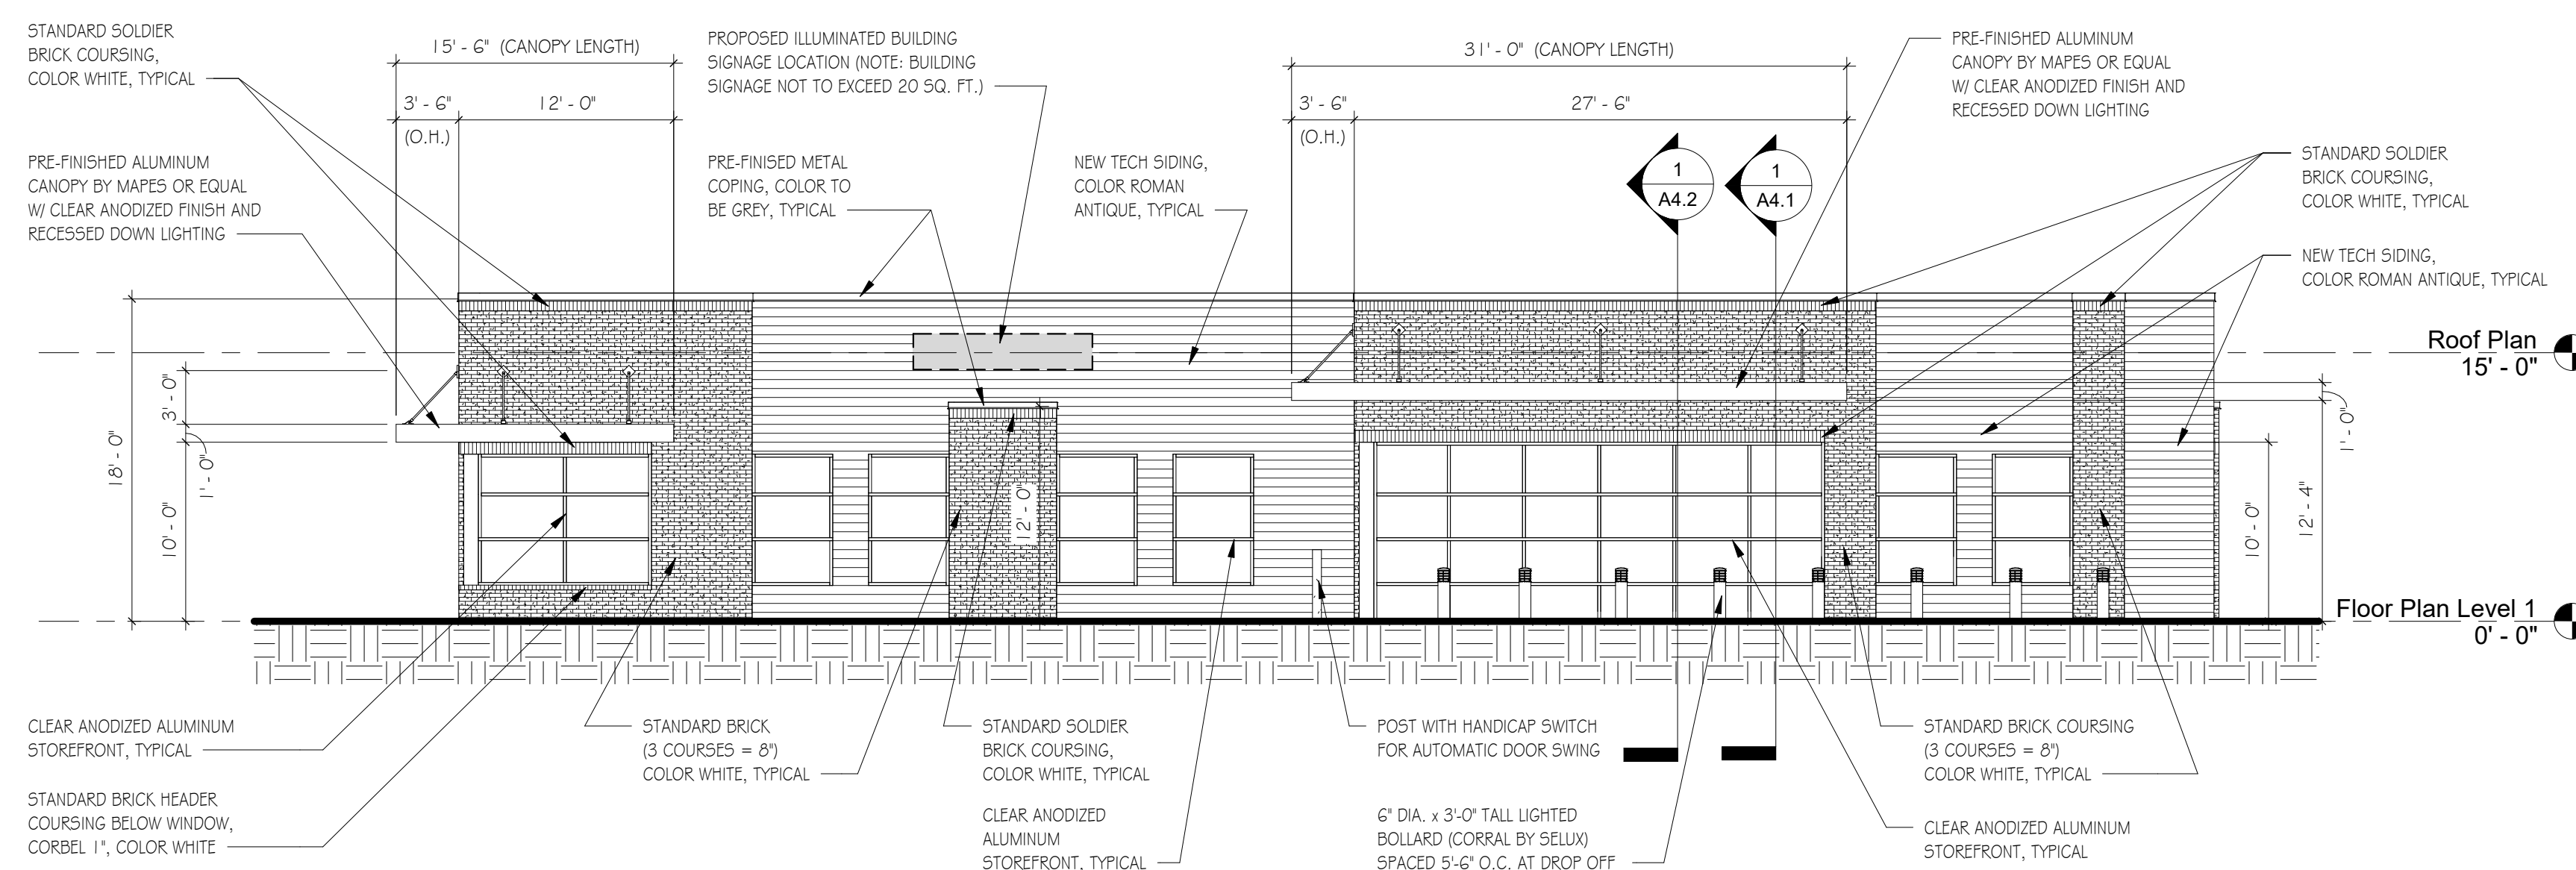 STANDARD SOLDIER
BRICK COURSING,
COLOR WHITE, TYPICAL
15' - 6" (CANOPY LENGTH)
3' - 6"
12' - 0"
(O.H.)
PROPOSED ILLUMINATED BUILDING
SIGNAGE LOCATION (NOTE: BUILDING
SIGNAGE NOT TO EXCEED 20 SQ. FT.)
31' - 0" (CANOPY LENGTH)
3' - 6"
27' - 6"
(O.H.)
PRE-FINISHED ALUMINUM
CANOPY BY MAPES OR EQUAL
W/ CLEAR ANODIZED FINISH AND
RECESSED DOWN LIGHTING
PRE-FINISHED ALUMINUM
CANOPY BY MAPES OR EQUAL
W/ CLEAR ANODIZED FINISH AND
RECESSED DOWN LIGHTING
PRE-FINISED METAL
COPING, COLOR TO
BE GREY, TYPICAL
NEW TECH SIDING,
COLOR ROMAN
ANTIQUE, TYPICAL
1
A4.2
1
A4.1
STANDARD SOLDIER
BRICK COURSING,
COLOR WHITE, TYPICAL
NEW TECH SIDING,
COLOR ROMAN ANTIQUE, TYPICAL
Roof Plan
15' - 0"
18' - 0"
3' - 0"
1' - 0"
10' - 0"
12' - 0"
10' - 0"
12' - 4"
1' - 0"
Floor Plan Level 1
0' - 0"
CLEAR ANODIZED ALUMINUM
STOREFRONT, TYPICAL
STANDARD BRICK HEADER
COURSING BELOW WINDOW,
CORBEL 1", COLOR WHITE
STANDARD BRICK
(3 COURSES = 8")
COLOR WHITE, TYPICAL
STANDARD SOLDIER
BRICK COURSING,
COLOR WHITE, TYPICAL
CLEAR ANODIZED
ALUMINUM
STOREFRONT, TYPICAL
POST WITH HANDICAP SWITCH
FOR AUTOMATIC DOOR SWING
6" DIA. x 3'-0" TALL LIGHTED
BOLLARD (CORRAL BY SELUX)
SPACED 5'-6" O.C. AT DROP OFF
STANDARD BRICK COURSING
(3 COURSES = 8")
COLOR WHITE, TYPICAL
CLEAR ANODIZED ALUMINUM
STOREFRONT, TYPICAL